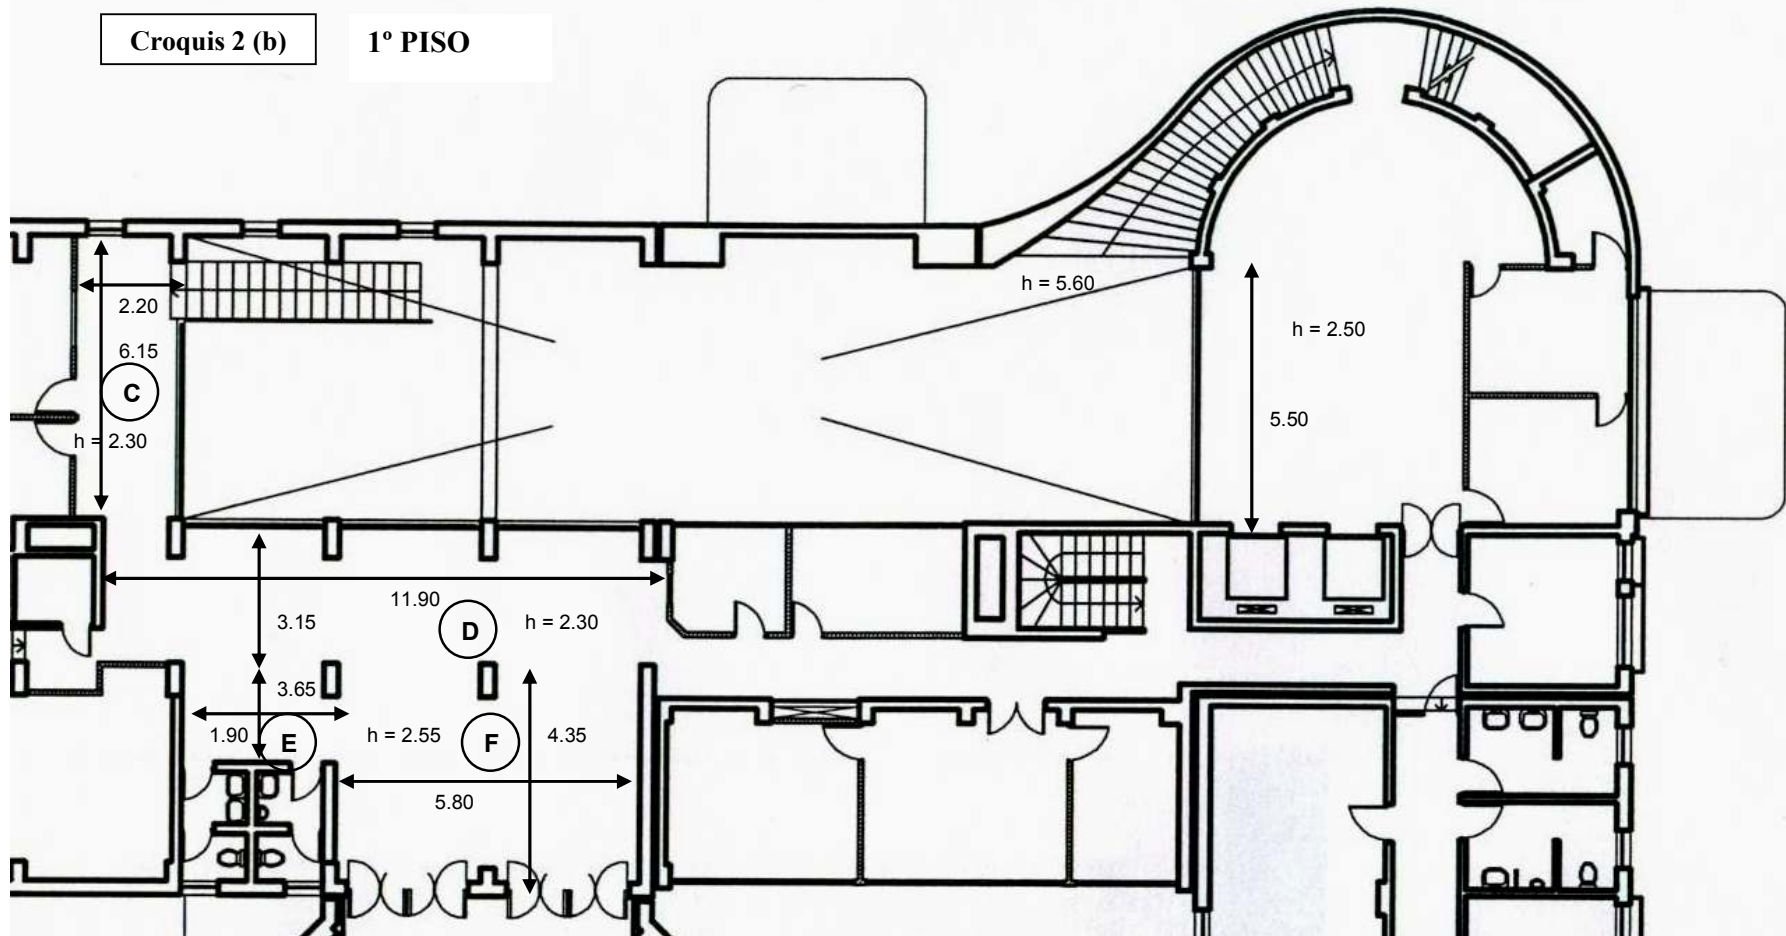 Croquis 2 (b)
1º PISO
h = 5.60
2.20
h = 2.50
6.15
C
5.50
h = 2.30
11.90
3.15
D
h = 2.30
3.65
1.90
E
h = 2.55
F
4.35
5.80